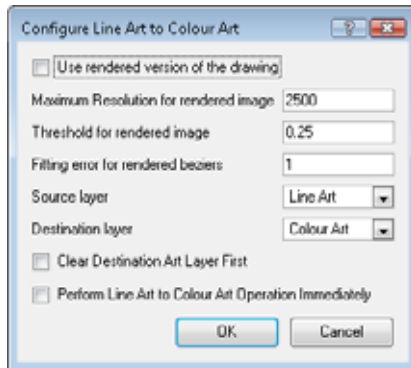 Configure Line Art to Colour Art
Use rendered version of the drawing
Maximum Resolution for rendered image 2500
Threshold for rendered image 0.25
Fitting error for rendered beziers 1
Source layer Line Art
Destination layer Colour Art
Clear Destination Art Layer First
Perform Line Art to Colour Art Operation Immediately
OK Cancel